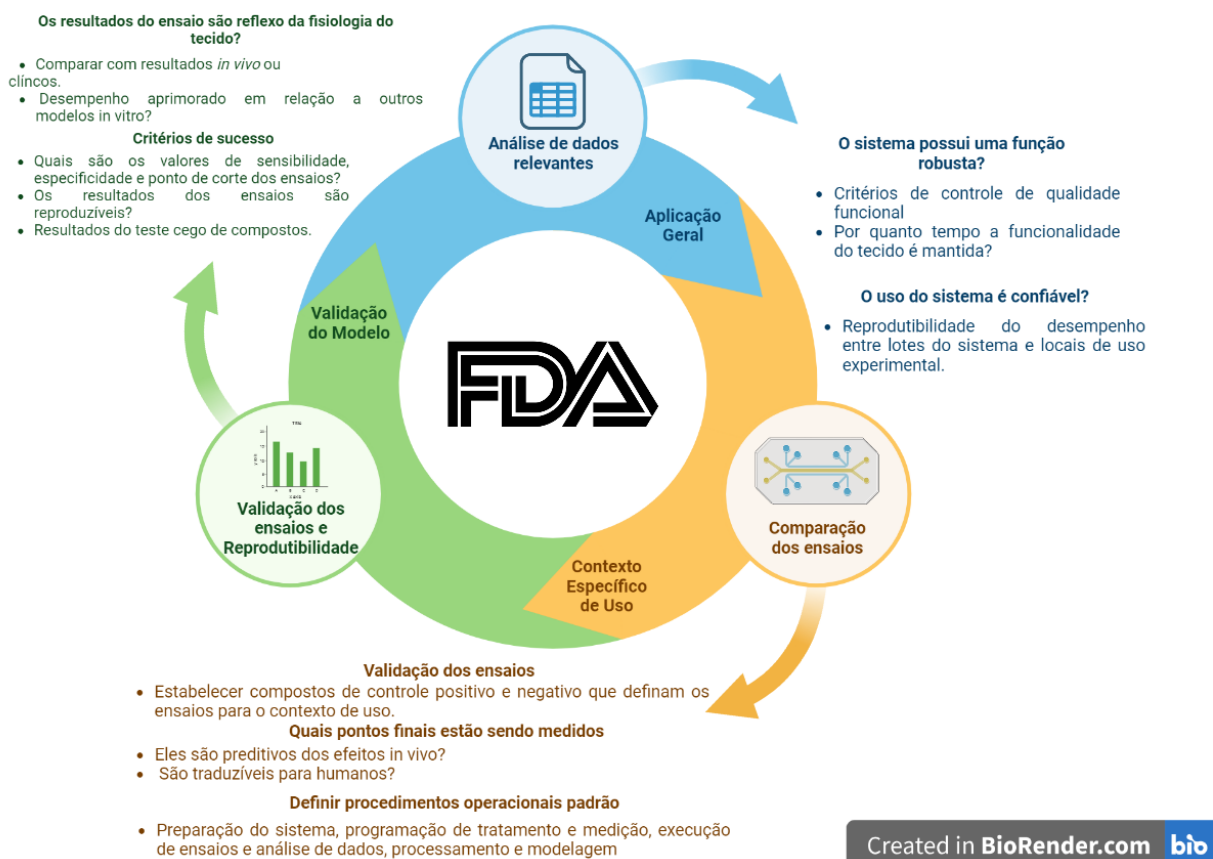 Os resultados do ensaio são reflexo da fisiologia do
tecido?
• Comparar com resultados in vivo ou
clíncos.
• Desempenho aprimorado em relação a outros
modelos in vitro?
Critérios de sucesso
• Quais são os valores de sensibilidade,
especificidade e ponto de corte dos ensaios?
• Os resultados dos ensaios são
reproduzíveis?
• Resultados do teste cego de compostos.
Análise de dados
relevantes
Aplicação
Geral
O sistema possui uma função
robusta?
• Critérios de controle de qualidade
funcional
• Por quanto tempo a funcionalidade
do tecido é mantida?
O uso do sistema é confiável?
• Reprodutibilidade do desempenho
entre lotes do sistema e locais de uso
experimental.
Validação
do Modelo
FDA
Validação dos
ensaios e
Reprodutibilidade
Comparação
dos ensaios
Contexto
Específico
de Uso
Validação dos ensaios
• Estabelecer compostos de controle positivo e negativo que definam os
ensaios para o contexto de uso.
Quais pontos finais estão sendo medidos
• Eles são preditivos dos efeitos in vivo?
• São traduzíveis para humanos?
Definir procedimentos operacionais padrão
• Preparação do sistema, programação de tratamento e medição, execução
de ensaios e análise de dados, processamento e modelagem
Created in BioRender.com bio